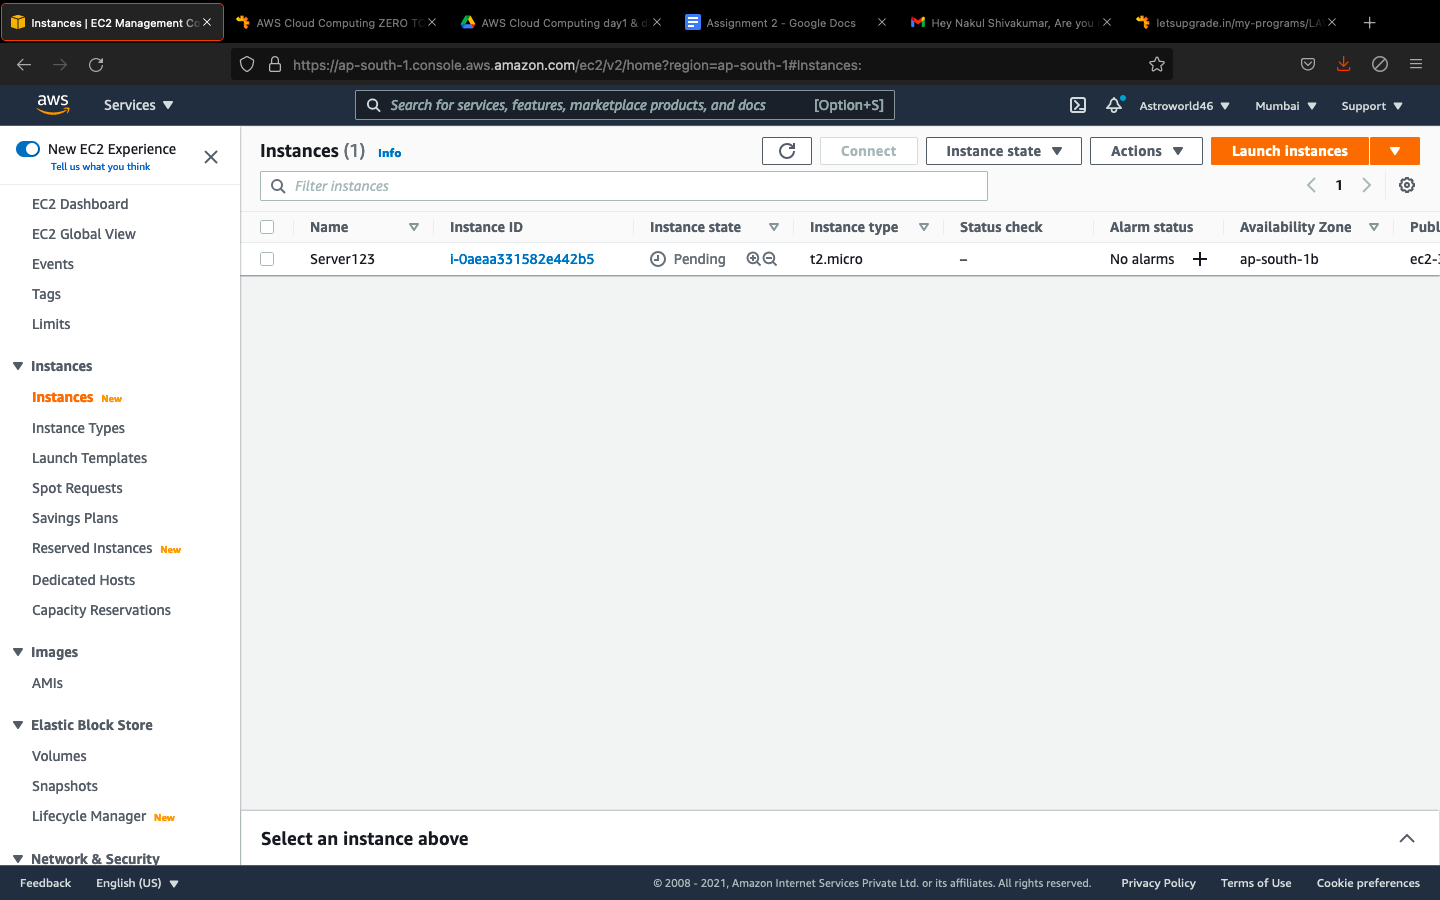 Instances | EC2 Management Co
AWS Cloud Computing ZERO TO
AWS Cloud Computing day1 & d
Assignment 2 - Google Docs
Hey Nakul Shivakumar, Are you
letsupgrade.in/my-programs/LA
https://ap-south-1.console.aws.amazon.com/ec2/v2/home?region=ap-south-1#Instances:
aws
Services
Search for services, features, marketplace products, and docs [Option+S]
Astroworld46
Mumbai
Support
New EC2 Experience
Tell us what you think
EC2 Dashboard
EC2 Global View
Events
Tags
Limits
Instances
Instances New
Instance Types
Launch Templates
Spot Requests
Savings Plans
Reserved Instances New
Dedicated Hosts
Capacity Reservations
Images
AMIs
Elastic Block Store
Volumes
Snapshots
Lifecycle Manager New
Network & Security
Instances (1) Info
Connect
Instance state
Actions
Launch instances
Filter instances
1
Name Instance ID Instance state Instance type Status check Alarm status Availability Zone Publ
Server123 i-0aeaa331582e442b5 Pending t2.micro – No alarms + ap-south-1b ec2-3
Select an instance above
Feedback English (US) © 2008 - 2021, Amazon Internet Services Private Ltd. or its affiliates. All rights reserved. Privacy Policy Terms of Use Cookie preferences